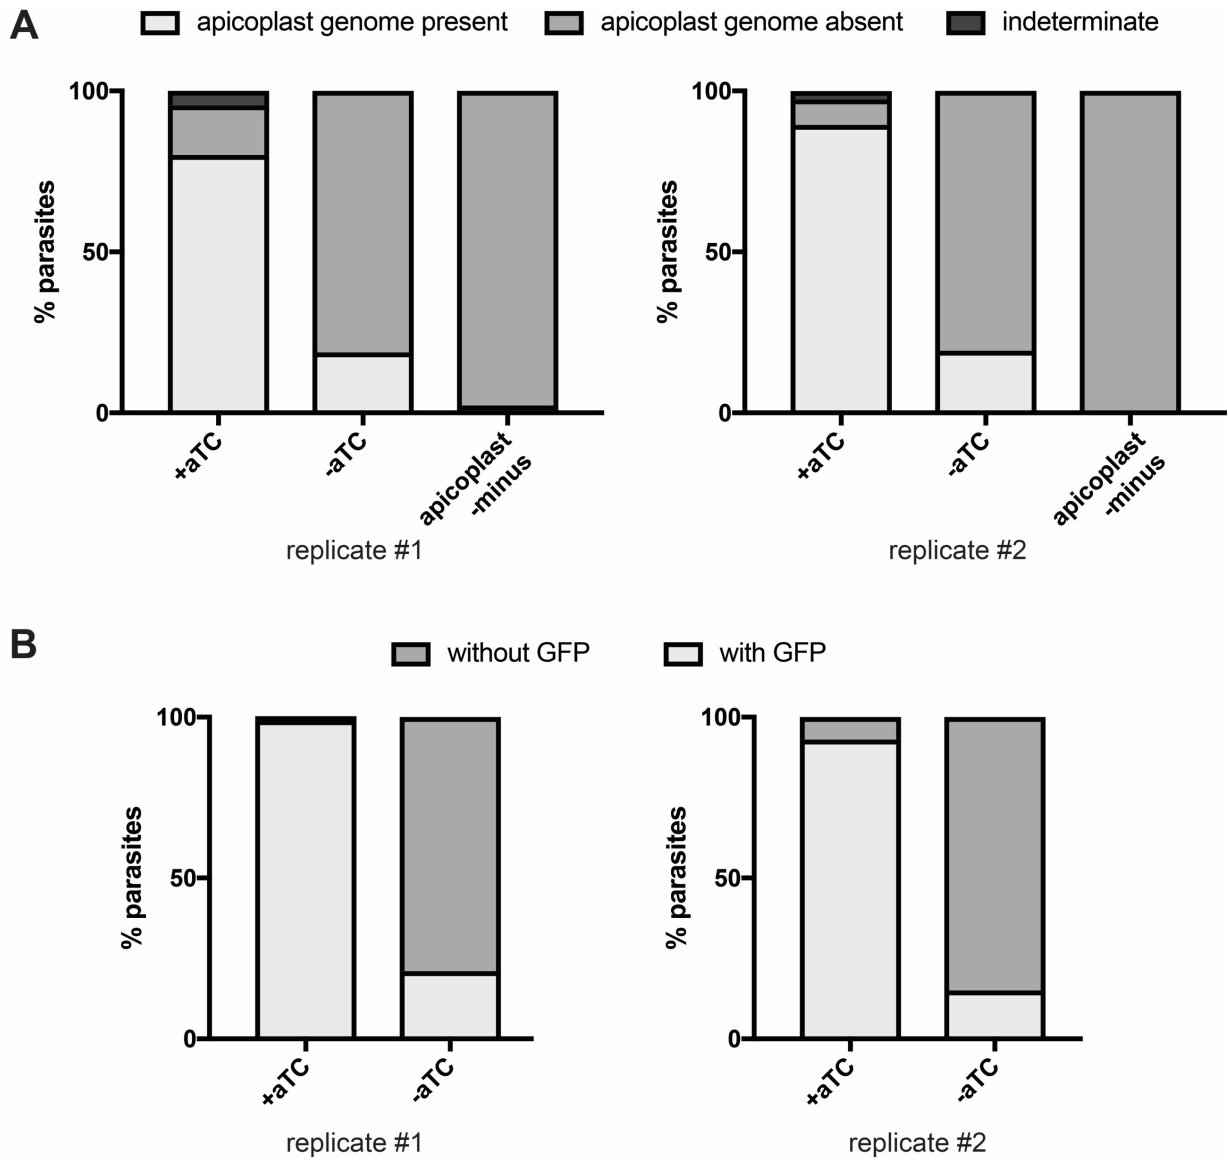 A
apicoplast genome present apicoplast genome absent indeterminate
100
50
0
% parasites
+aTC
-aTC
apicoplast
-minus
replicate #1
100
50
0
% parasites
+aTC
-aTC
apicoplast
-minus
replicate #2
B
without GFP with GFP
100
50
0
% parasites
+aTC
-aTC
replicate #1
100
50
0
% parasites
+aTC
-aTC
replicate #2